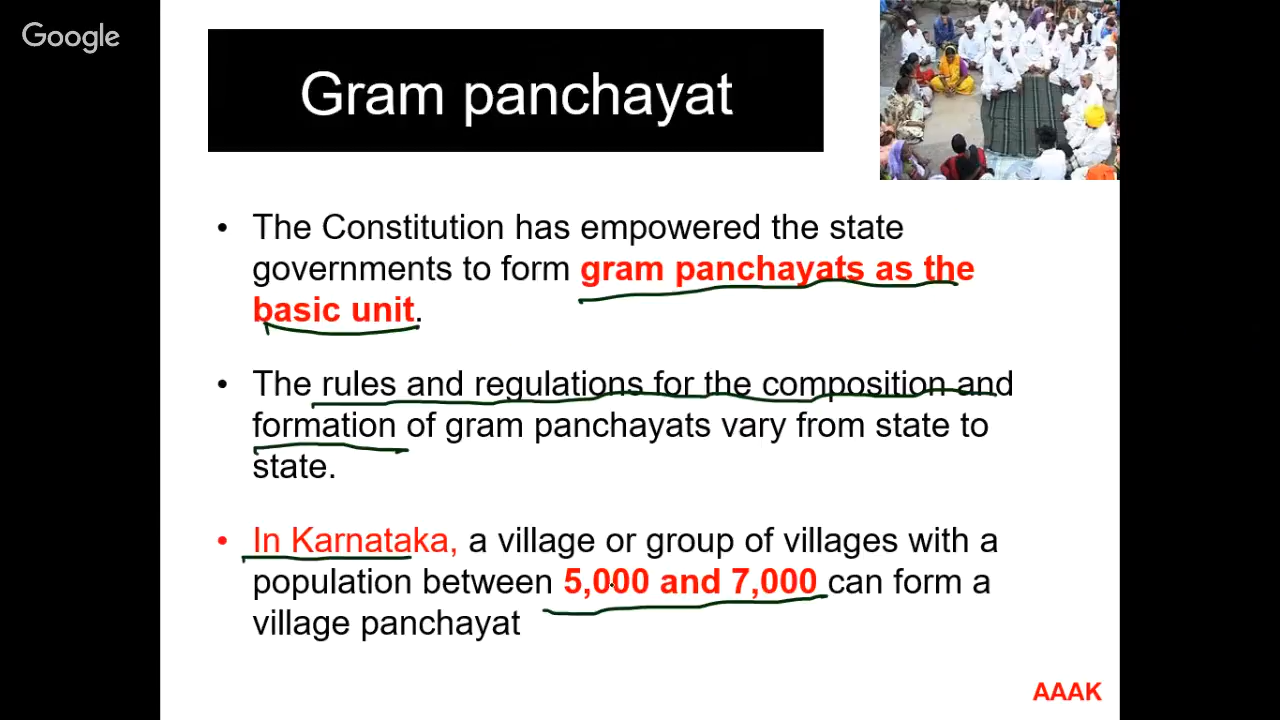 Google
Gram panchayat
• The Constitution has empowered the state
governments to form gram panchayats as the
basic unit.
• The rules and regulations for the composition and
formation of gram panchayats vary from state to
state.
• In Karnataka, a village or group of villages with a
population between 5,000 and 7,000 can form a
village panchayat
AAAK